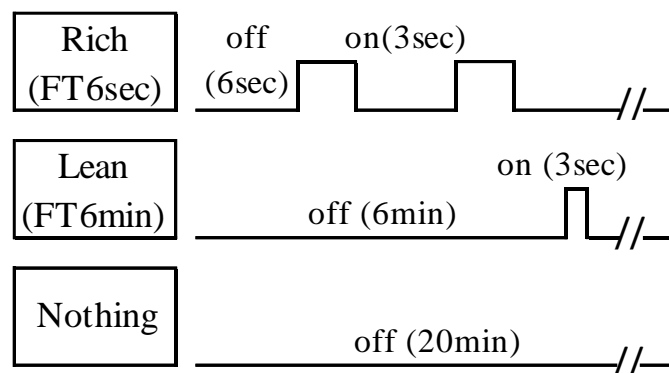 Rich
(FT6sec)
off
(6sec)
on(3sec)
Lean
(FT6min)
off (6min)
on (3sec)
Nothing
off (20min)